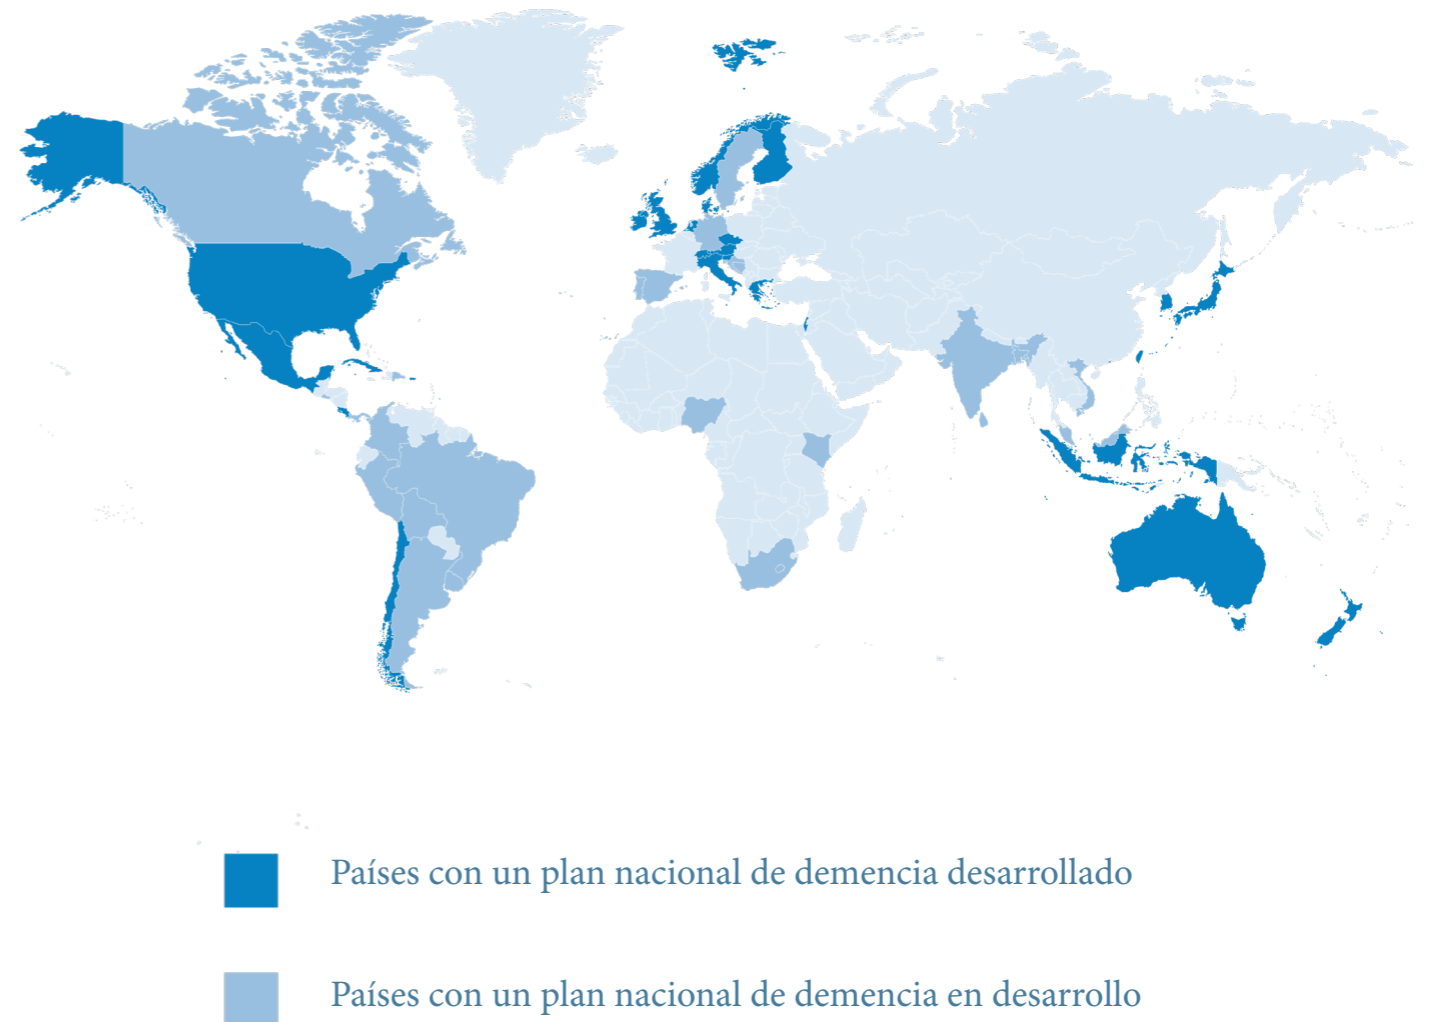 Países con un plan nacional de demencia desarrollado
Países con un plan nacional de demencia en desarrollo